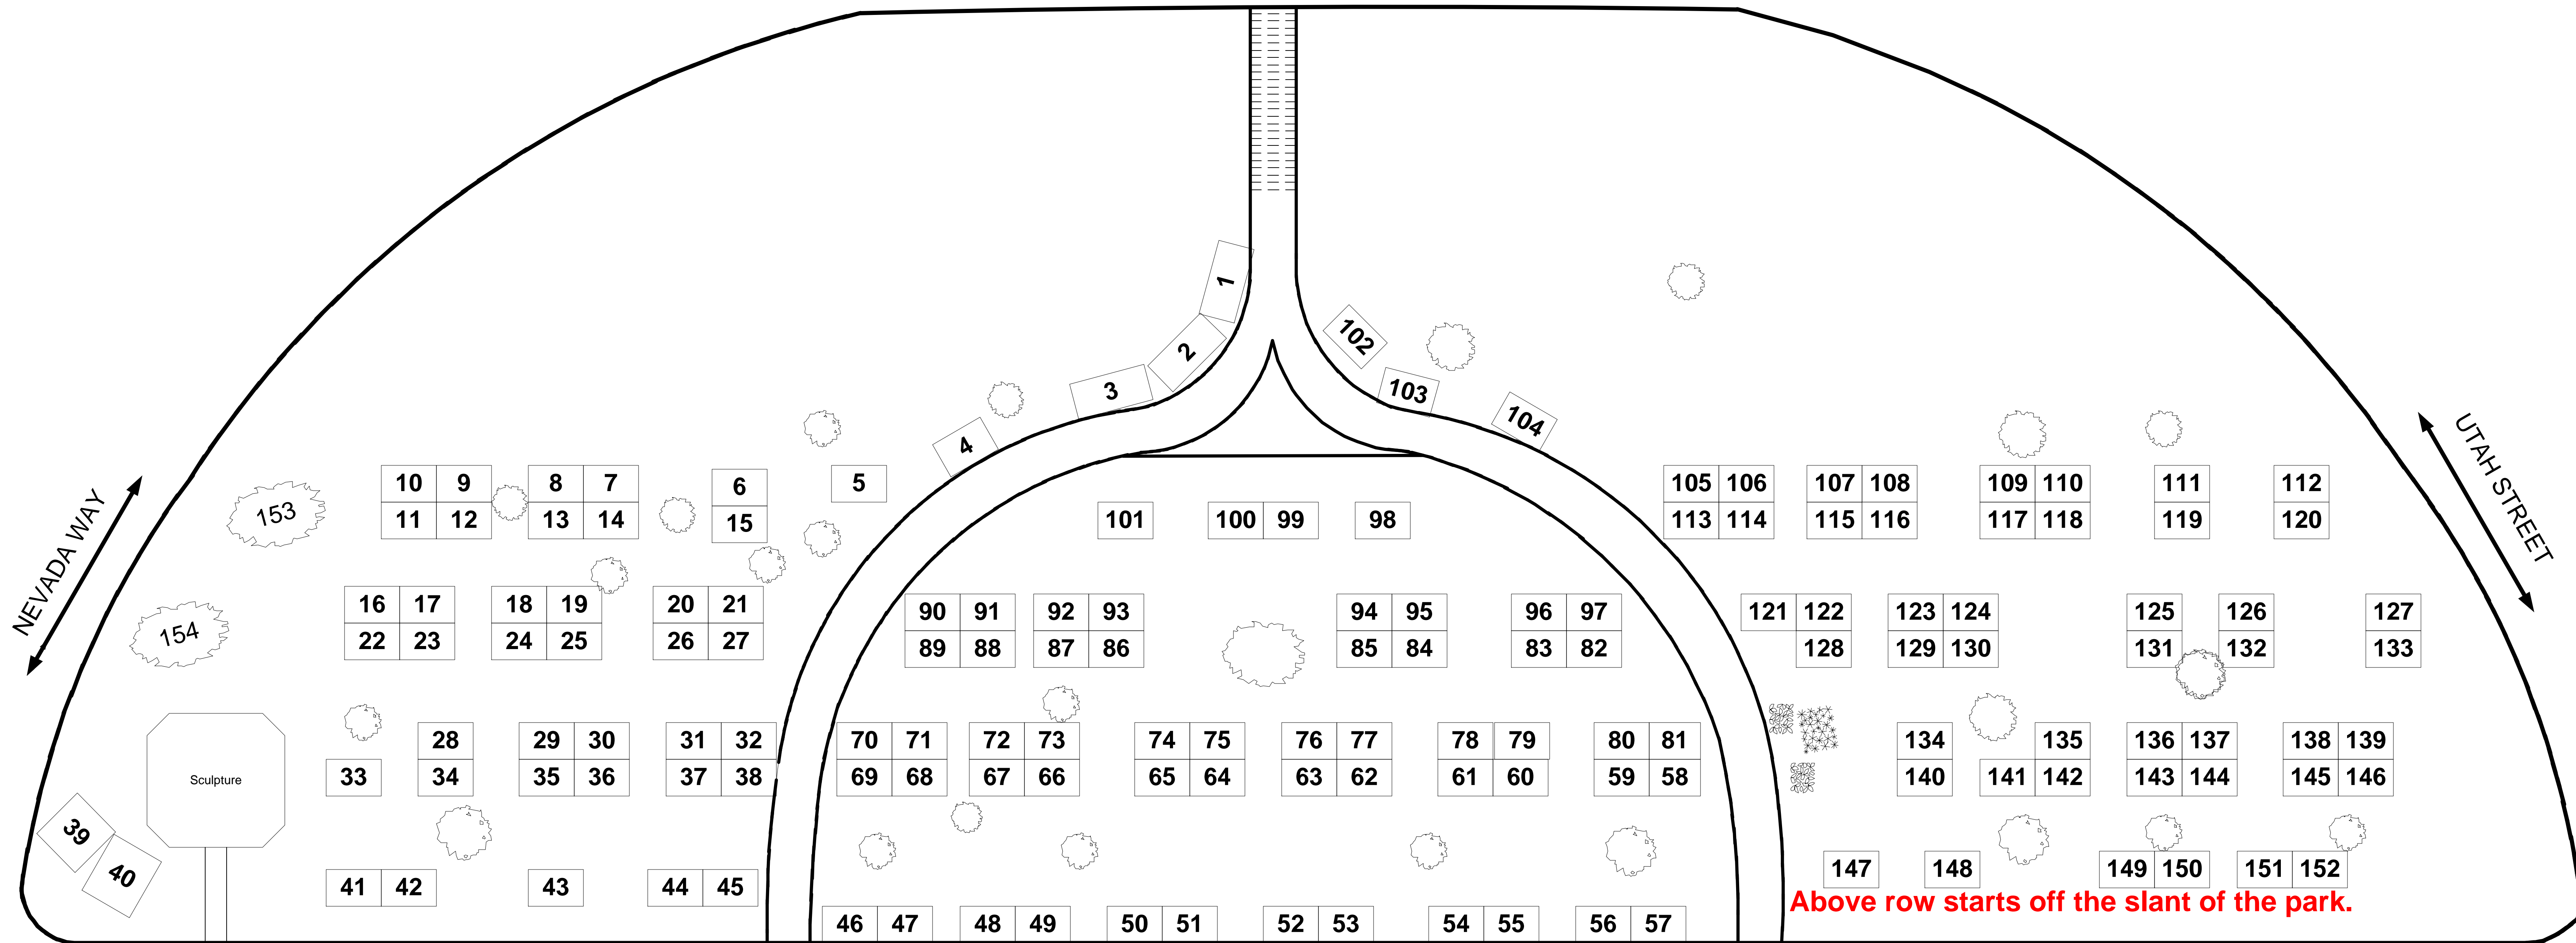 1
2
102
3
103
4
104
10 9 8 7 6 5 105 106 107 108 109 110 111 112
153
11 12 13 14 15 101 100 99 98 113 114 115 116 117 118 119 120
NEVADA WAY
UTAH STREET
16 17 18 19 20 21 90 91 92 93 94 95 96 97 121 122 123 124 125 126 127
154
22 23 24 25 26 27 89 88 87 86 85 84 83 82 128 129 130 131 132 133
28 29 30 31 32 70 71 72 73 74 75 76 77 78 79 80 81 134 135 136 137 138 139
Sculpture
33 34 35 36 37 38 69 68 67 66 65 64 63 62 61 60 59 58 140 141 142 143 144 145 146
39
40
147 148 149 150 151 152
41 42 43 44 45
Above row starts off the slant of the park.
46 47 48 49 50 51 52 53 54 55 56 57